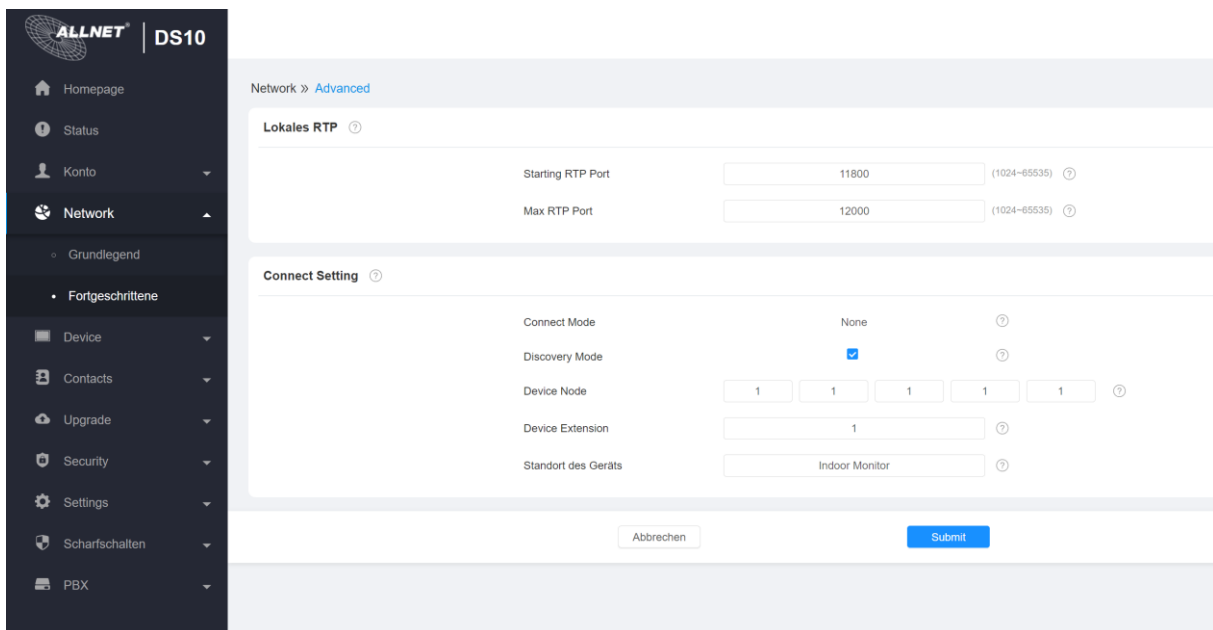 ALLNET® | DS10
Homepage
Status
Konto
Network
Grundlegend
Fortgeschrittene
Device
Contacts
Upgrade
Security
Settings
Scharfschalten
PBX
Network » Advanced
Lokales RTP ?
Starting RTP Port 11800 (1024~65535) ?
Max RTP Port 12000 (1024~65535) ?
Connect Setting ?
Connect Mode None ?
Discovery Mode ?
Device Node 1 1 1 1 1 ?
Device Extension 1 ?
Standort des Geräts Indoor Monitor ?
Abbrechen Submit